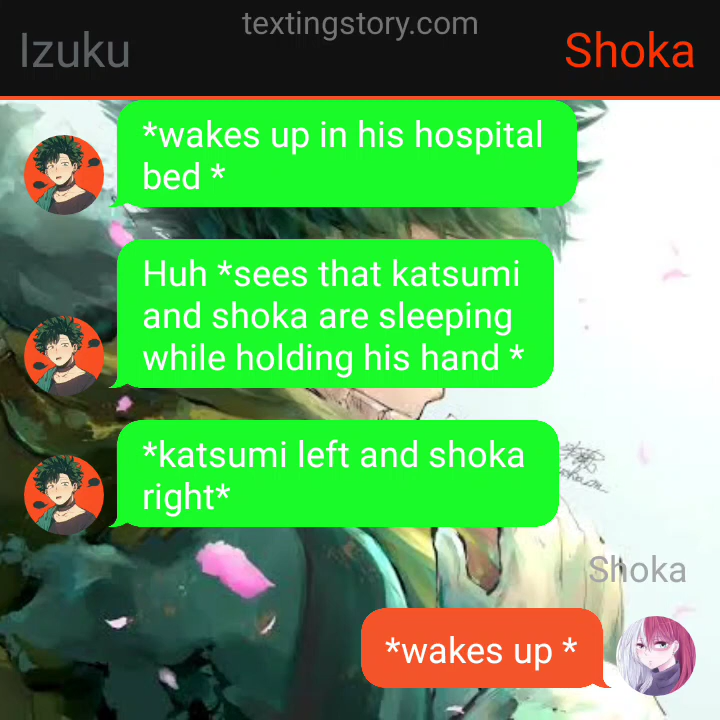 textingstory.com
Izuku
Shoka
*wakes up in his hospital
bed *
Huh *sees that katsumi
and shoka are sleeping
while holding his hand *
*katsumi left and shoka
right*
Shoka
*wakes up *